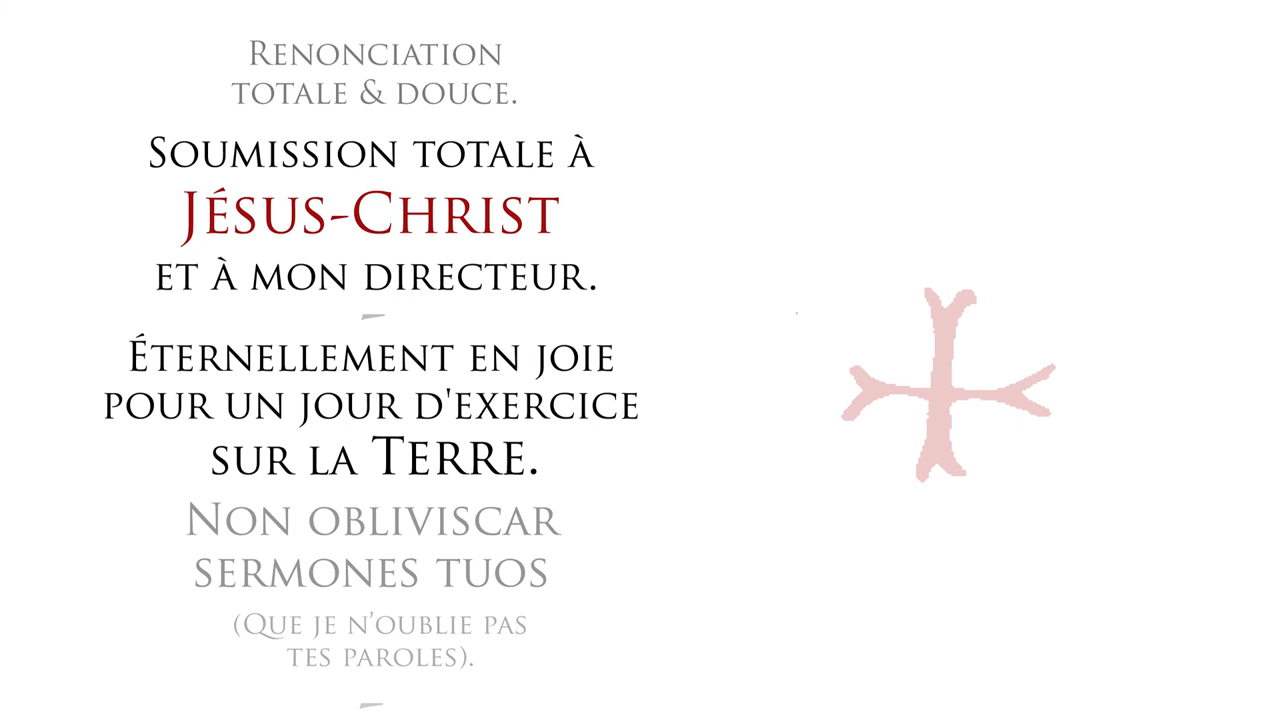 Renonciation
totale & douce.
Soumission totale à
Jésus-Christ
et à mon directeur.
–
Éternellement en joie
pour un jour d'exercice
sur la Terre.
Non obliviscar
sermones tuos
(Que je n’oublie pas
tes paroles).
–